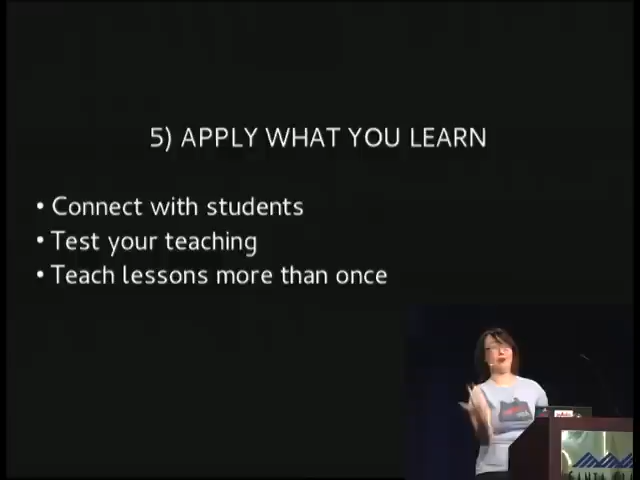 5) APPLY WHAT YOU LEARN
• Connect with students
• Test your teaching
• Teach lessons more than once